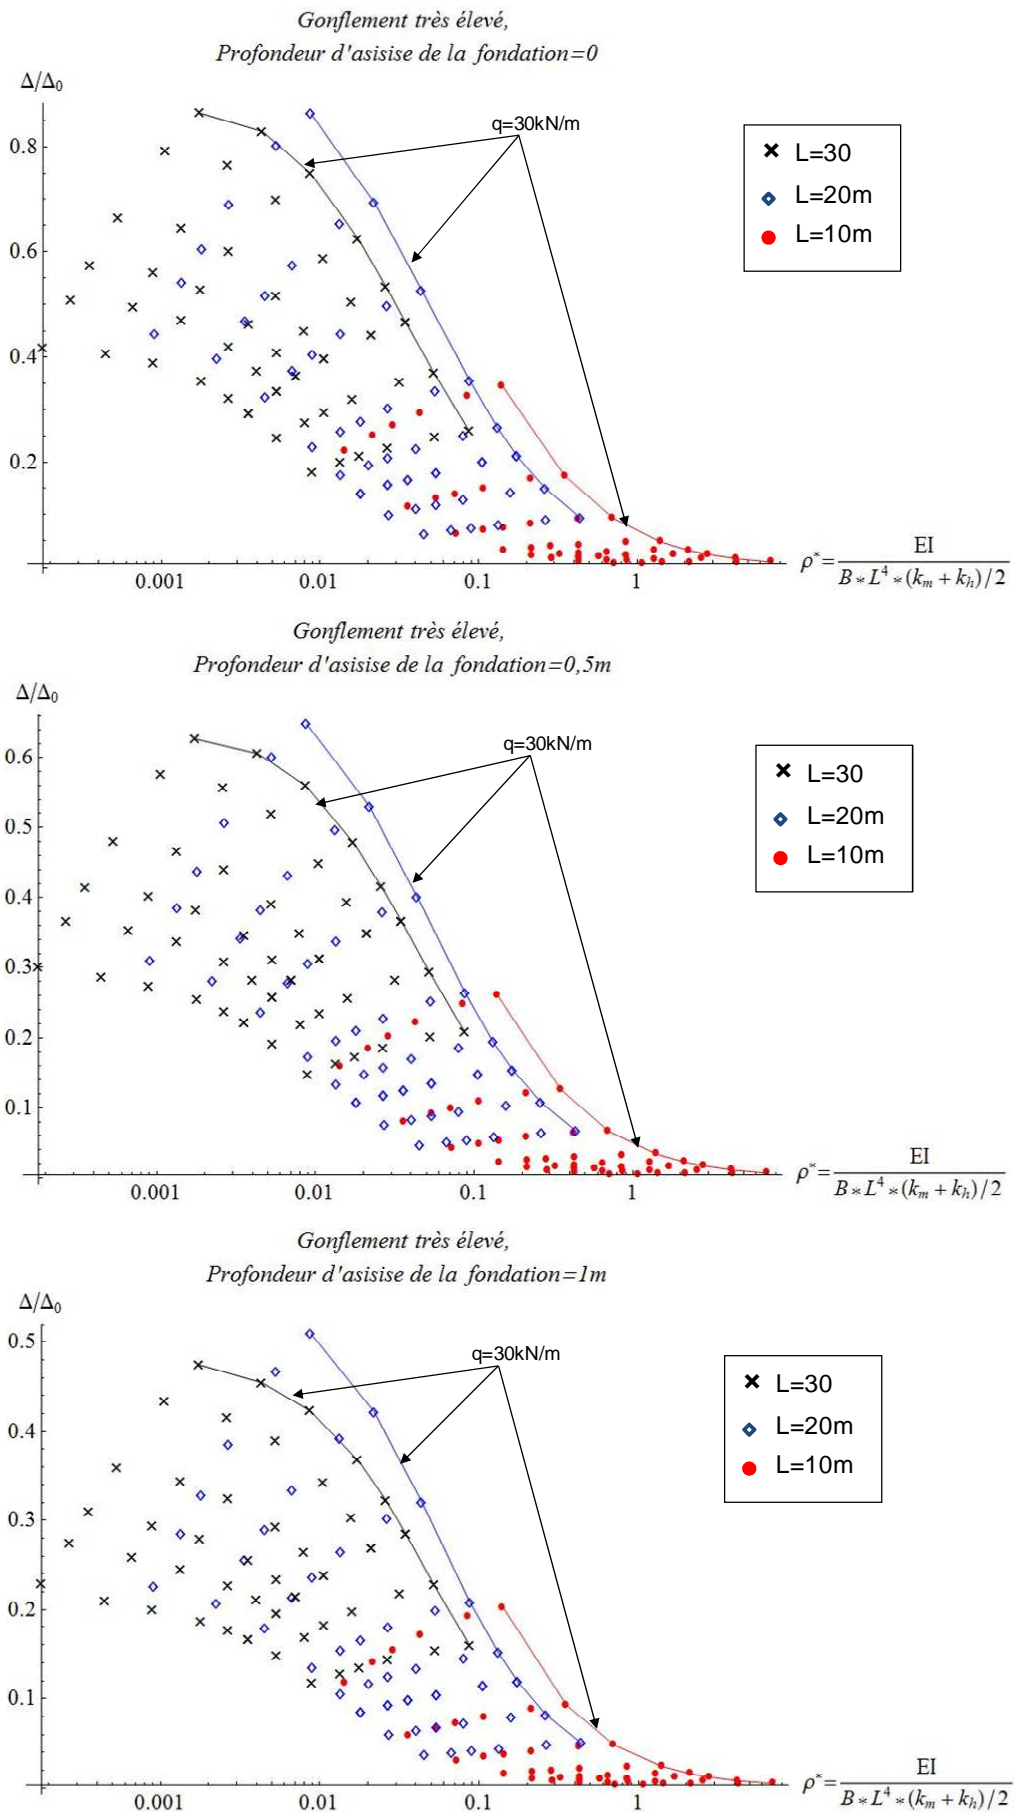 Gonflement très élevé,
Profondeur d'asisise de la fondation=0
Δ/Δ₀
q=30kN/m
0.8
0.6
0.4
0.2
L=30
L=20m
L=10m
0.001 0.01 0.1 1
ρ*= EI / B*L⁴*(kₘ+kₕ)/2
Gonflement très élevé,
Profondeur d'asisise de la fondation=0,5m
Δ/Δ₀
q=30kN/m
0.6
0.5
0.4
0.3
0.2
0.1
L=30
L=20m
L=10m
0.001 0.01 0.1 1
ρ*= EI / B*L⁴*(kₘ+kₕ)/2
Gonflement très élevé,
Profondeur d'asisise de la fondation=1m
Δ/Δ₀
q=30kN/m
0.5
0.4
0.3
0.2
0.1
L=30
L=20m
L=10m
0.001 0.01 0.1 1
ρ*= EI / B*L⁴*(kₘ+kₕ)/2